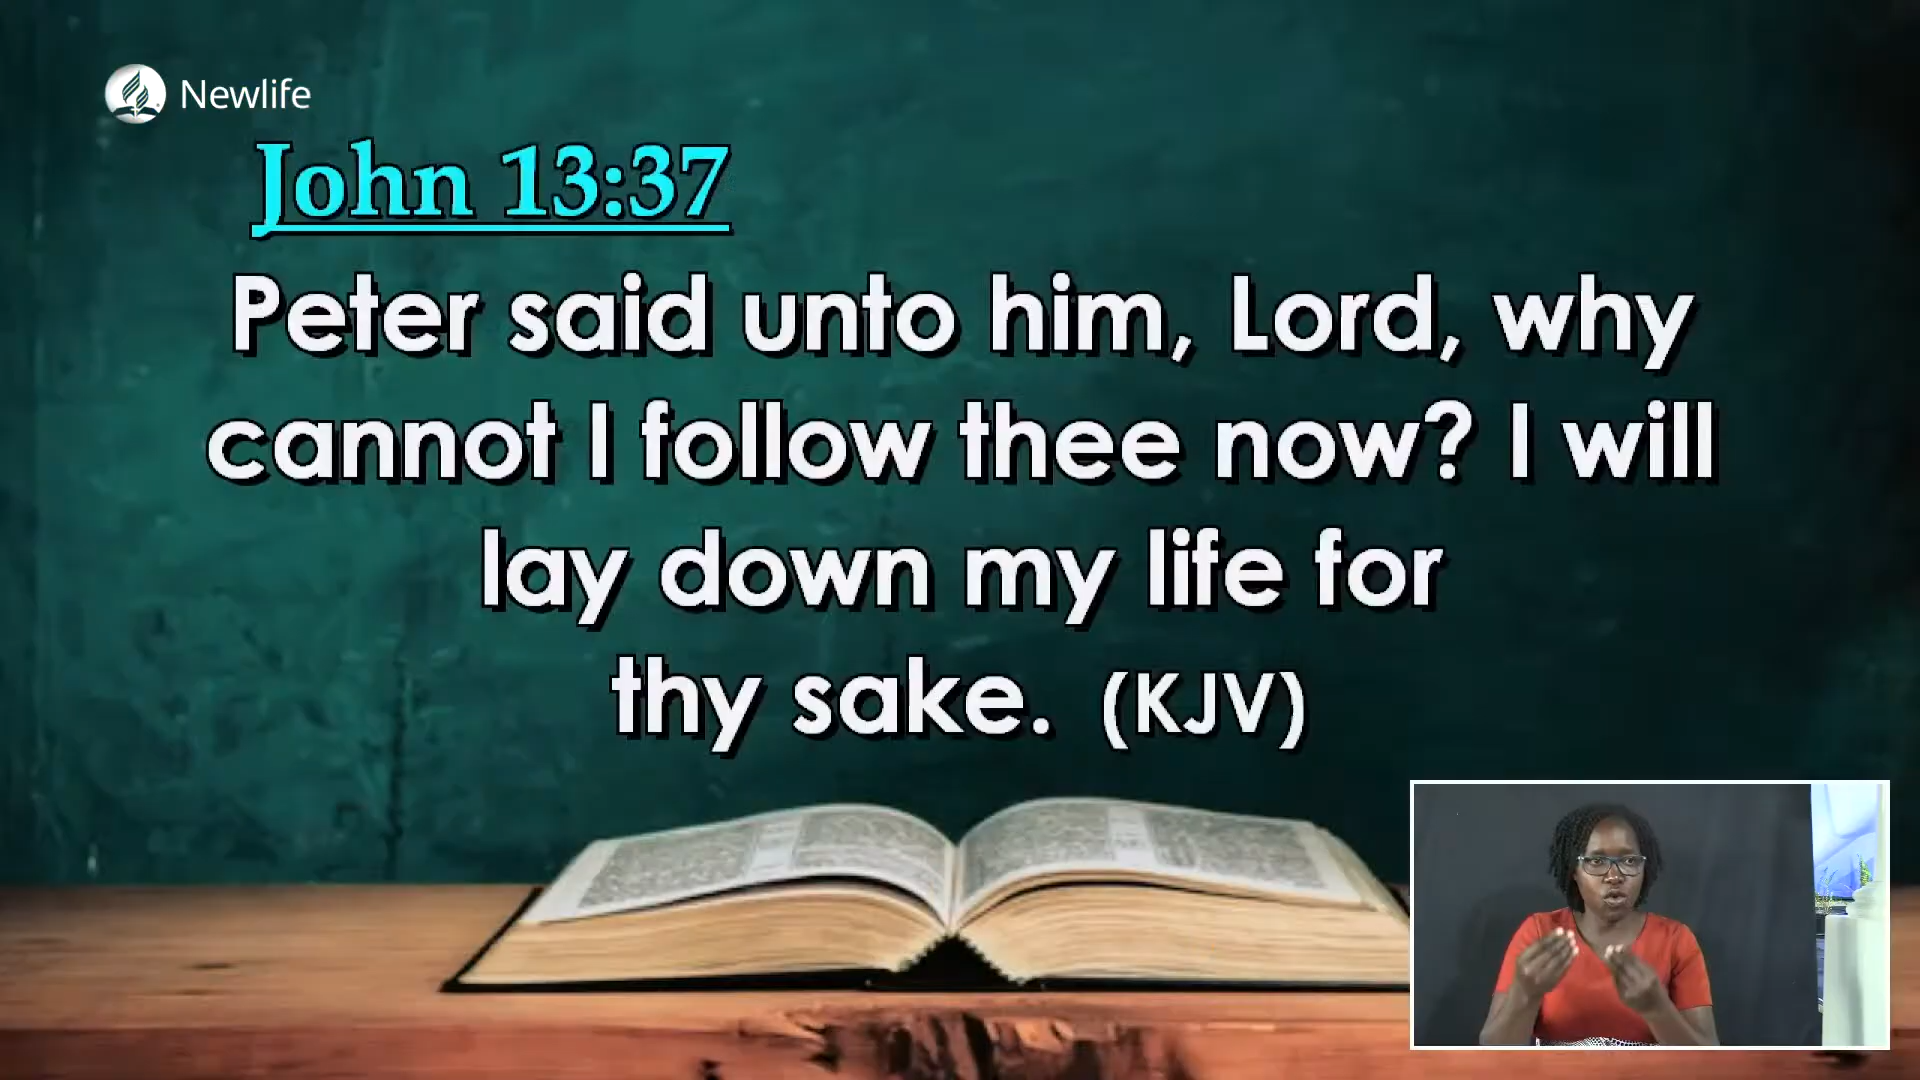 Newlife
John 13:37
Peter said unto him, Lord, why
cannot I follow thee now? I will
lay down my life for
thy sake. (KJV)